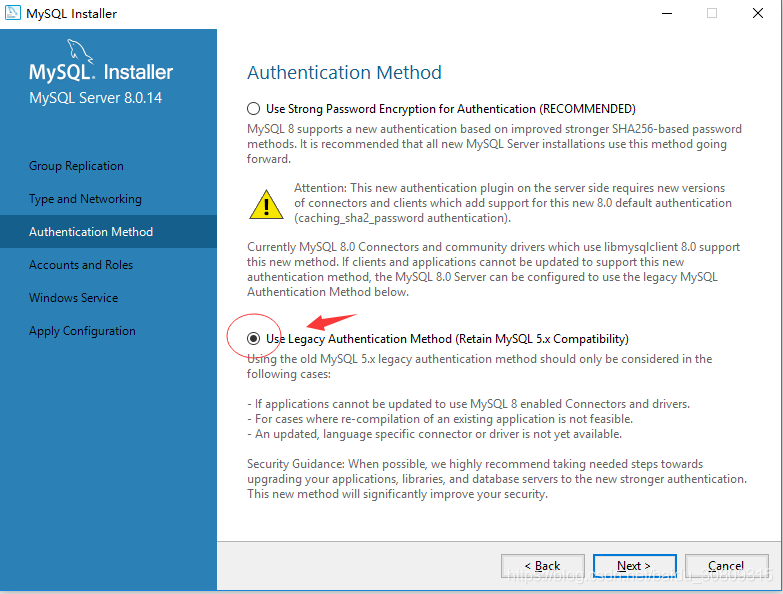 MySQL Installer
MySQL. Installer
MySQL Server 8.0.14
Group Replication
Type and Networking
Authentication Method
Accounts and Roles
Windows Service
Apply Configuration
Authentication Method
Use Strong Password Encryption for Authentication (RECOMMENDED)
MySQL 8 supports a new authentication based on improved stronger SHA256-based password
methods. It is recommended that all new MySQL Server installations use this method going
forward.
Attention: This new authentication plugin on the server side requires new versions
of connectors and clients which add support for this new 8.0 default authentication
(caching_sha2_password authentication).
Currently MySQL 8.0 Connectors and community drivers which use libmysqlclient 8.0 support
this new method. If clients and applications cannot be updated to support this new
authentication method, the MySQL 8.0 Server can be configured to use the legacy MySQL
Authentication Method below.
Use Legacy Authentication Method (Retain MySQL 5.x Compatibility)
Using the old MySQL 5.x legacy authentication method should only be considered in the
following cases:
- If applications cannot be updated to use MySQL 8 enabled Connectors and drivers.
- For cases where re-compilation of an existing application is not feasible.
- An updated, language specific connector or driver is not yet available.
Security Guidance: When possible, we highly recommend taking needed steps towards
upgrading your applications, libraries, and database servers to the new stronger authentication.
This new method will significantly improve your security.
< Back
Next >
Cancel